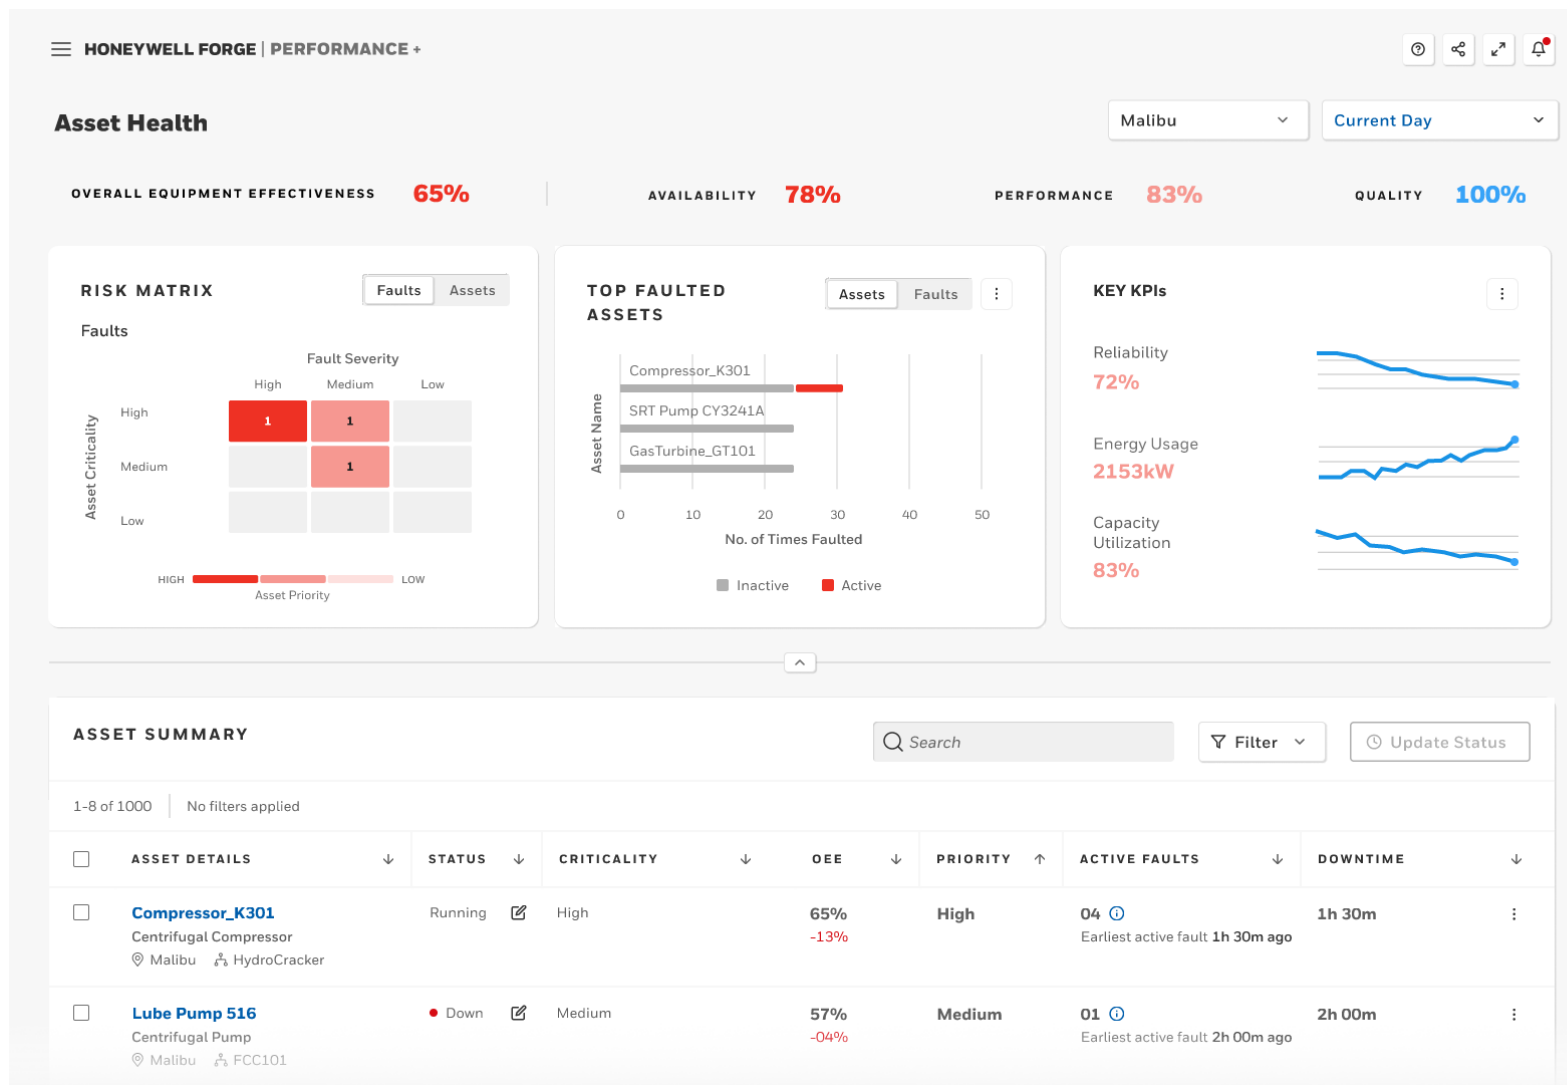 HONEYWELL FORGE | PERFORMANCE +
Asset Health
Malibu
Current Day
OVERALL EQUIPMENT EFFECTIVENESS 65%
AVAILABILITY 78%
PERFORMANCE 83%
QUALITY 100%
RISK MATRIX
Faults Assets
Faults
Fault Severity
High Medium Low
Asset Criticality
High 1 1
Medium 1
Low
HIGH LOW
Asset Priority
TOP FAULTED
ASSETS
Assets Faults
Asset Name
Compressor_K301
SRT Pump CY3241A
GasTurbine_GT101
0 10 20 30 40 50
No. of Times Faulted
Inactive Active
KEY KPIs
Reliability
72%
Energy Usage
2153kW
Capacity
Utilization
83%
ASSET SUMMARY
Search
Filter
Update Status
1-8 of 1000 No filters applied
ASSET DETAILS STATUS CRITICALITY OEE PRIORITY ACTIVE FAULTS DOWNTIME
Compressor_K301 Running High 65% High 04 1h 30m
Centrifugal Compressor -13% Earliest active fault 1h 30m ago
Malibu HydroCracker
Lube Pump 516 Down Medium 57% Medium 01 2h 00m
Centrifugal Pump -04% Earliest active fault 2h 00m ago
Malibu FCC101